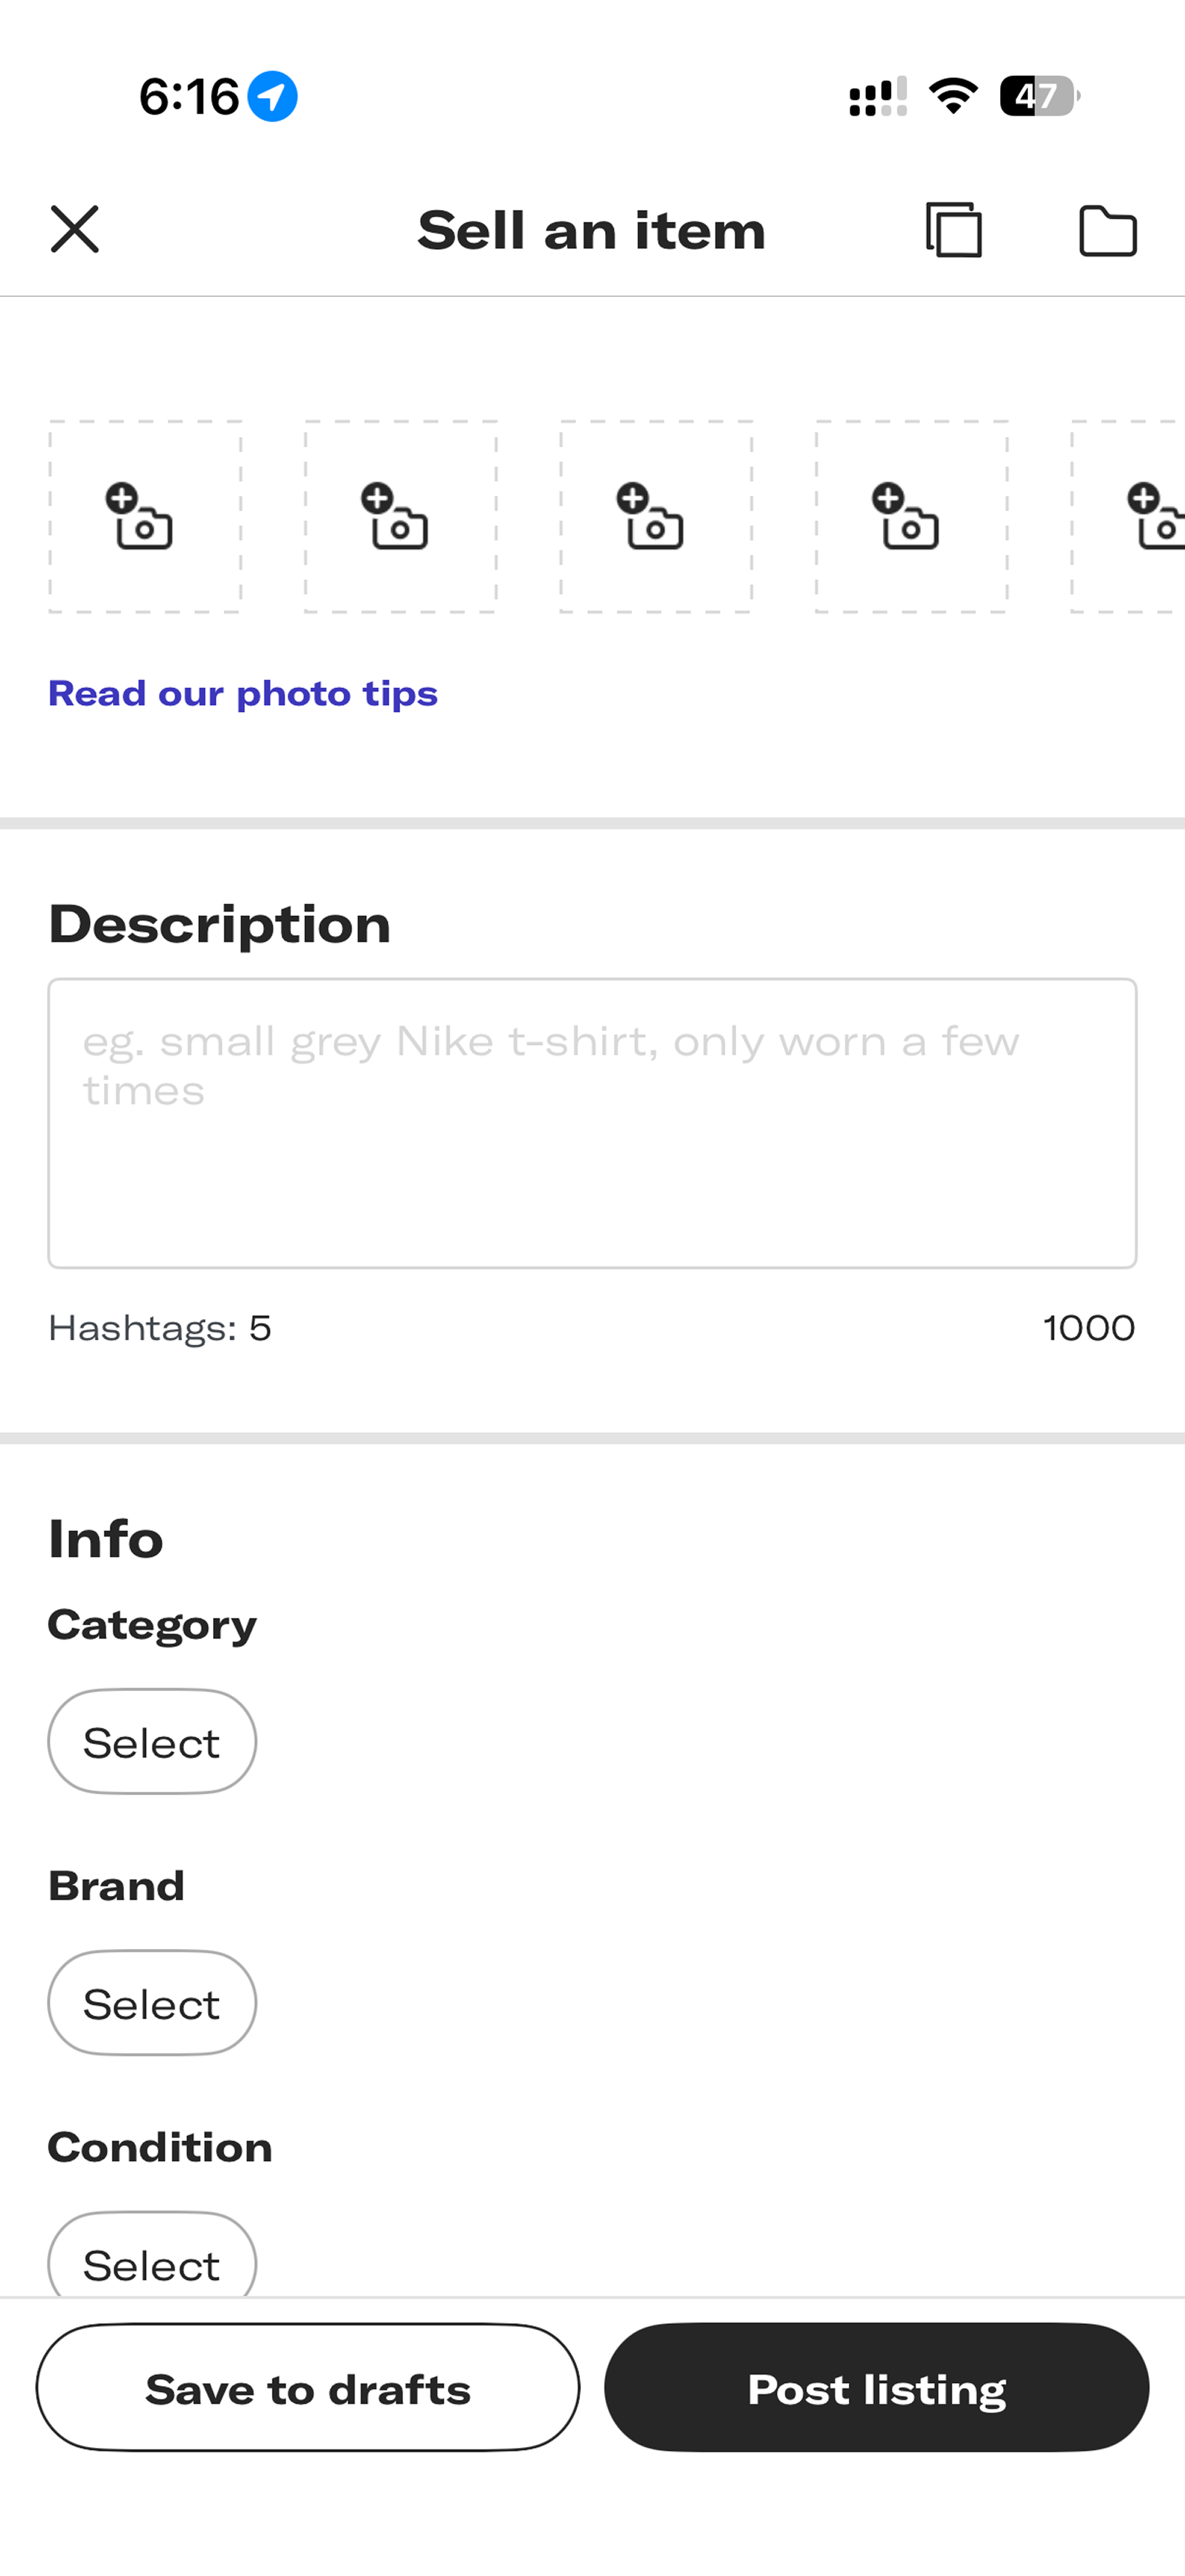 6:16
47
Sell an item
Read our photo tips
Description
eg. small grey Nike t-shirt, only worn a few
times
Hashtags: 5
1000
Info
Category
Select
Brand
Select
Condition
Select
Save to drafts
Post listing